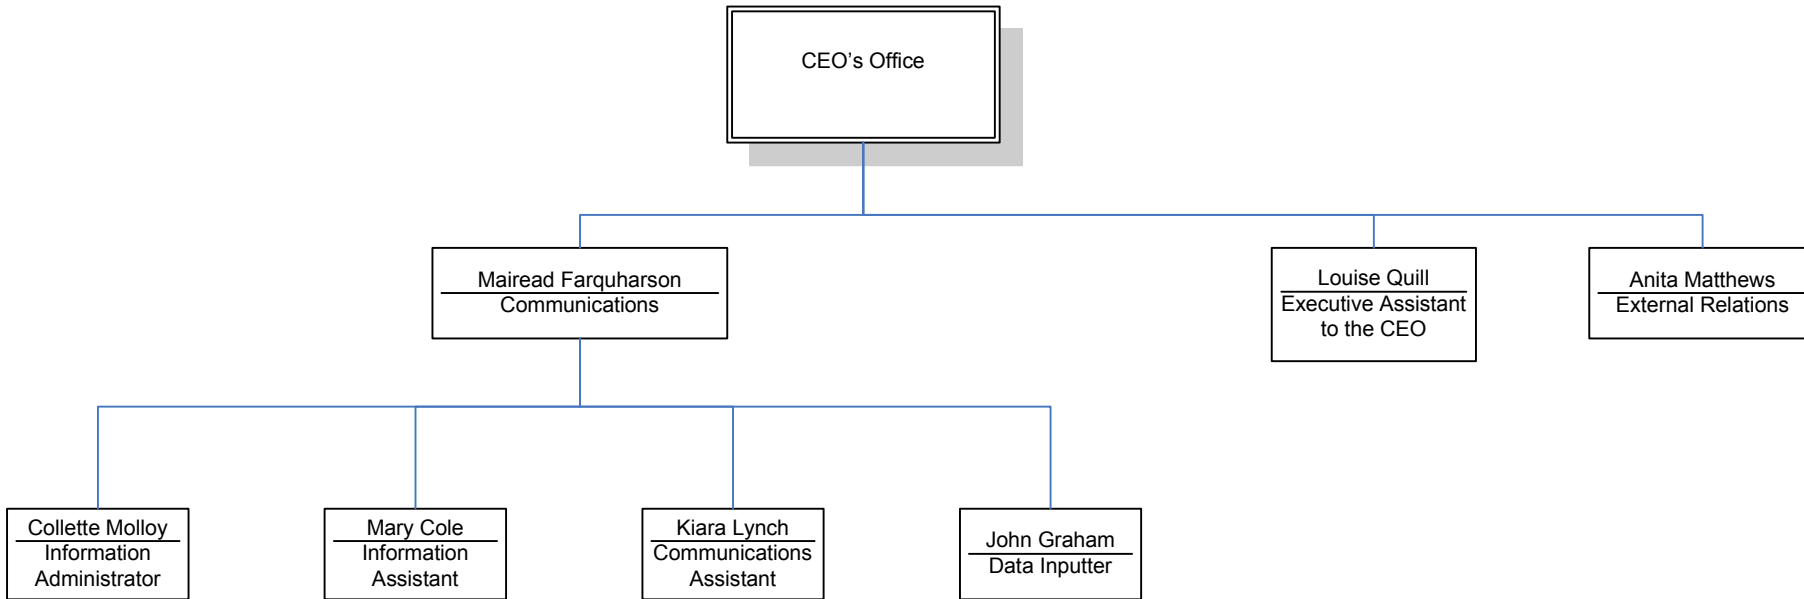 CEO’s Office
Mairead Farquharson
Communications
Louise Quill
Executive Assistant
to the CEO
Anita Matthews
External Relations
Collette Molloy
Information
Administrator
Mary Cole
Information
Assistant
Kiara Lynch
Communications
Assistant
John Graham
Data Inputter